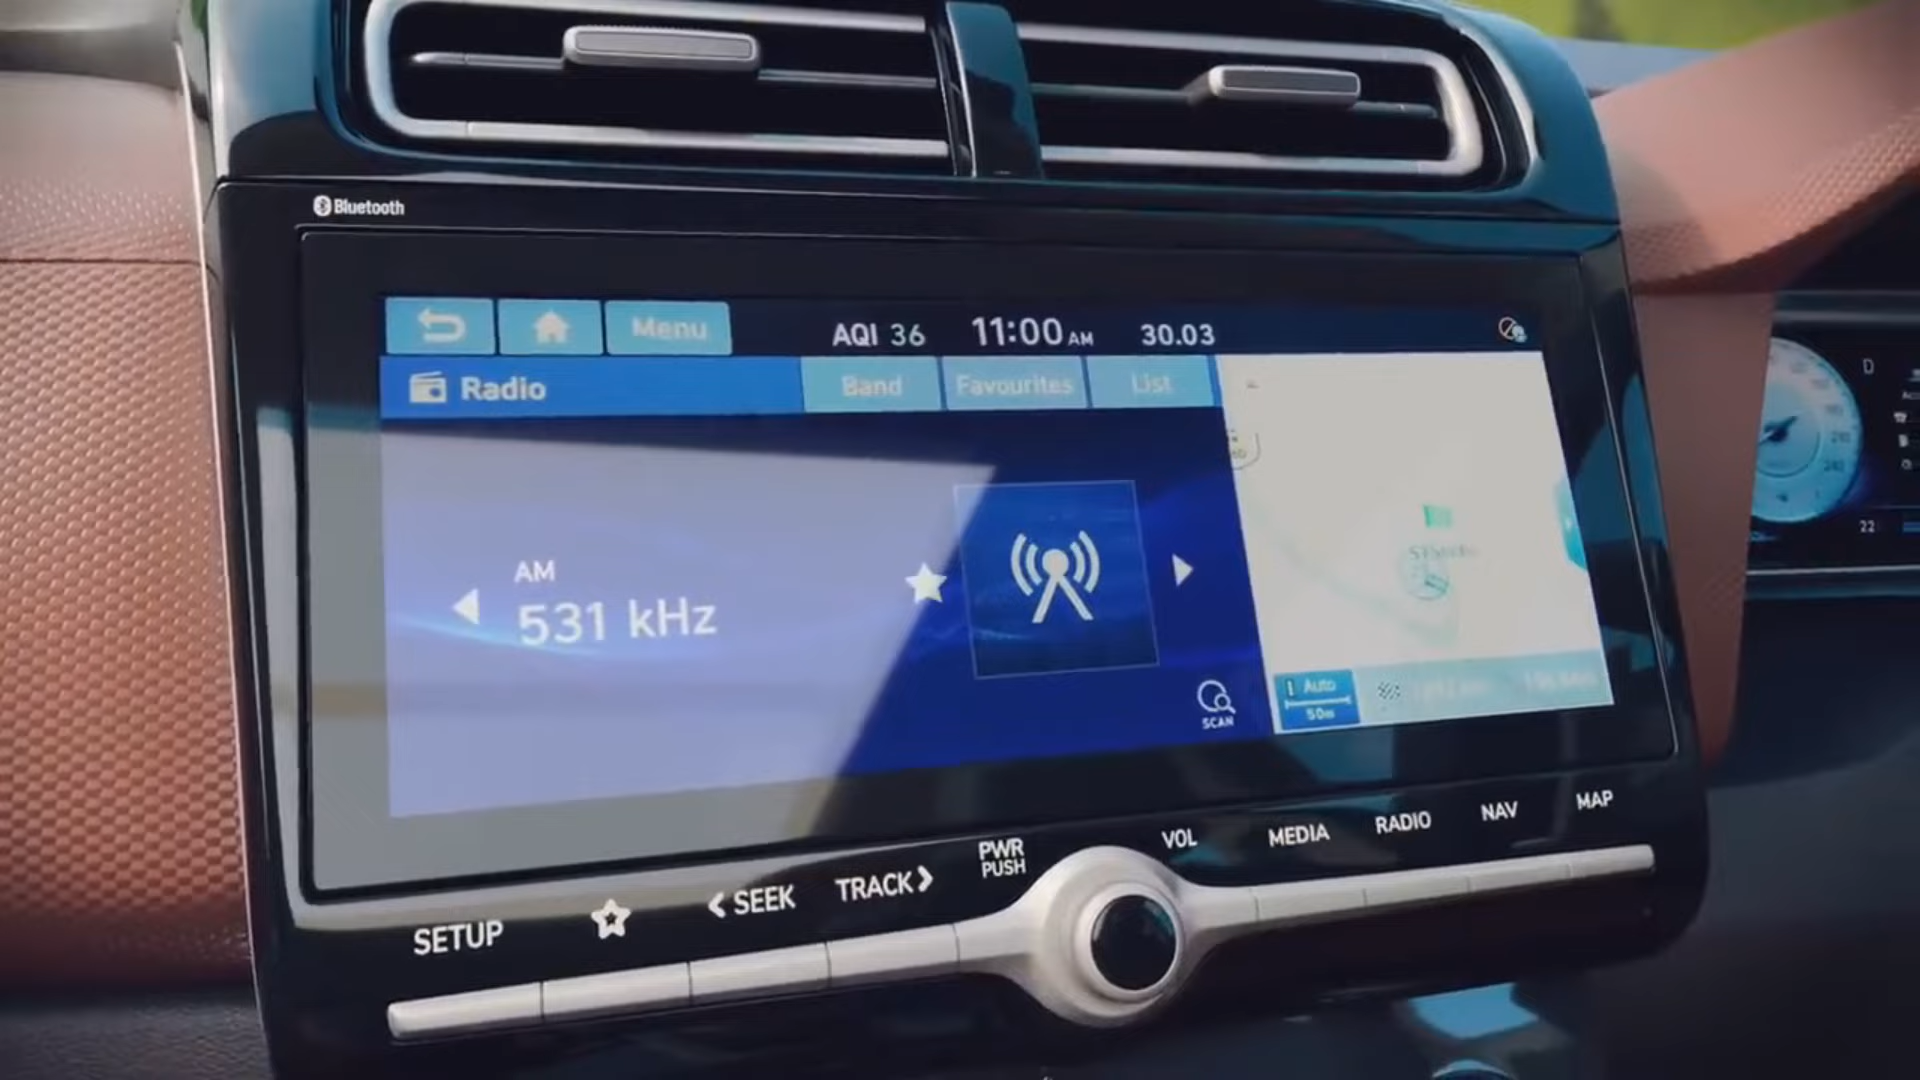 Bluetooth
Menu
AQI 36
11:00 AM
30.03
Radio
Band
Favourites
List
AM
531 kHz
SCAN
Auto
50m
D
22
SETUP
< SEEK
TRACK >
PWR
PUSH
VOL
MEDIA
RADIO
NAV
MAP